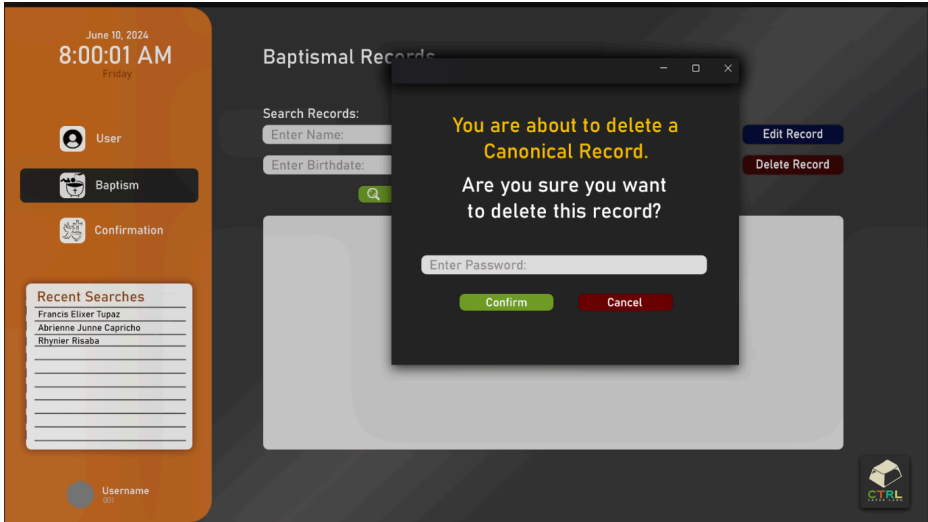 June 10, 2024
8:00:01 AM
Friday
User
Baptism
Confirmation
Recent Searches
Francis Elixer Tupaz
Abrienne Junne Capricho
Rhynier Risaba
Username
001
Baptismal Records
Search Records:
Enter Name:
Enter Birthdate:
Edit Record
Delete Record
You are about to delete a
Canonical Record.
Are you sure you want
to delete this record?
Enter Password:
Confirm
Cancel
CTRL